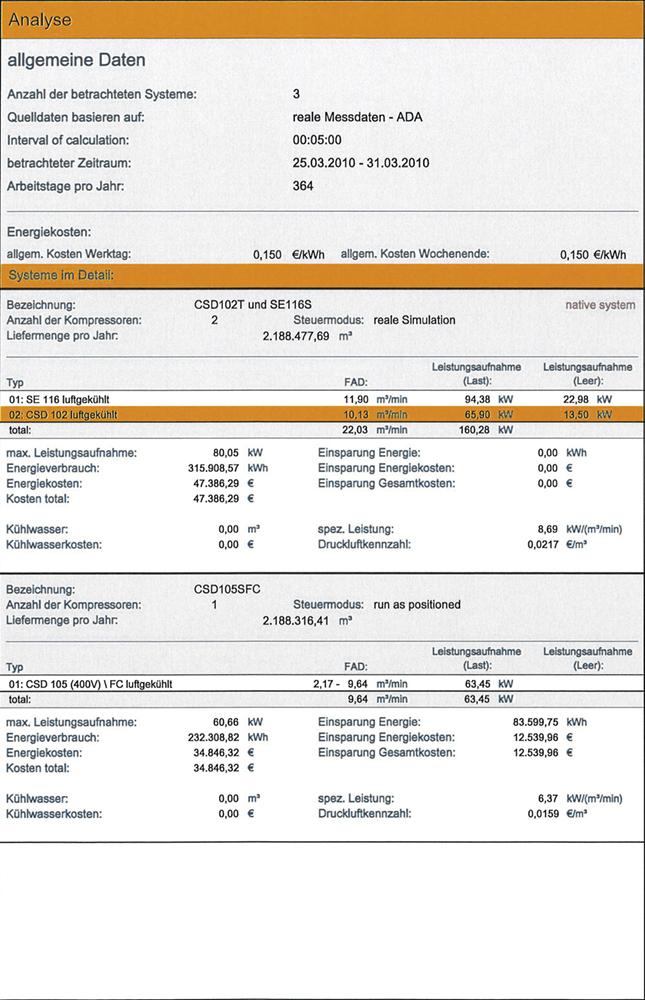 Analyse
allgemeine Daten
Anzahl der betrachteten Systeme: 3
Quelldaten basieren auf: reale Messdaten - ADA
Interval of calculation: 00:05:00
betrachteter Zeitraum: 25.03.2010 - 31.03.2010
Arbeitstage pro Jahr: 364
Energiekosten:
allgem. Kosten Werktag: 0,150 €/kWh allgem. Kosten Wochenende: 0,150 €/kWh
Systeme im Detail:
Bezeichnung: CSD102T und SE116S native system
Anzahl der Kompressoren: 2 Steuermodus: reale Simulation
Liefermenge pro Jahr: 2.188.477,69 m³
Leistungsaufnahme Leistungsaufnahme
Typ FAD: (Last): (Leer):
01: SE 116 luftgekühlt 11,90 m³/min 94,38 kW 22,98 kW
02: CSD 102 luftgekühlt 10,13 m³/min 65,90 kW 13,50 kW
total: 22,03 m³/min 160,28 kW
max. Leistungsaufnahme: 80,05 kW Einsparung Energie: 0,00 kWh
Energieverbrauch: 315.908,57 kWh Einsparung Energiekosten: 0,00 €
Energiekosten: 47.386,29 € Einsparung Gesamtkosten: 0,00 €
Kosten total: 47.386,29 €
Kühlwasser: 0,00 m³ spez. Leistung: 8,69 kW/(m³/min)
Kühlwasserkosten: 0,00 € Druckluftkennzahl: 0,0217 €/m³
Bezeichnung: CSD105SFC
Anzahl der Kompressoren: 1 Steuermodus: run as positioned
Liefermenge pro Jahr: 2.188.316,41 m³
Leistungsaufnahme Leistungsaufnahme
Typ FAD: (Last): (Leer):
01: CSD 105 (400V) \ FC luftgekühlt 2,17 - 9,64 m³/min 63,45 kW
total: 9,64 m³/min 63,45 kW
max. Leistungsaufnahme: 60,66 kW Einsparung Energie: 83.599,75 kWh
Energieverbrauch: 232.308,82 kWh Einsparung Energiekosten: 12.539,96 €
Energiekosten: 34.846,32 € Einsparung Gesamtkosten: 12.539,96 €
Kosten total: 34.846,32 €
Kühlwasser: 0,00 m³ spez. Leistung: 6,37 kW/(m³/min)
Kühlwasserkosten: 0,00 € Druckluftkennzahl: 0,0159 €/m³